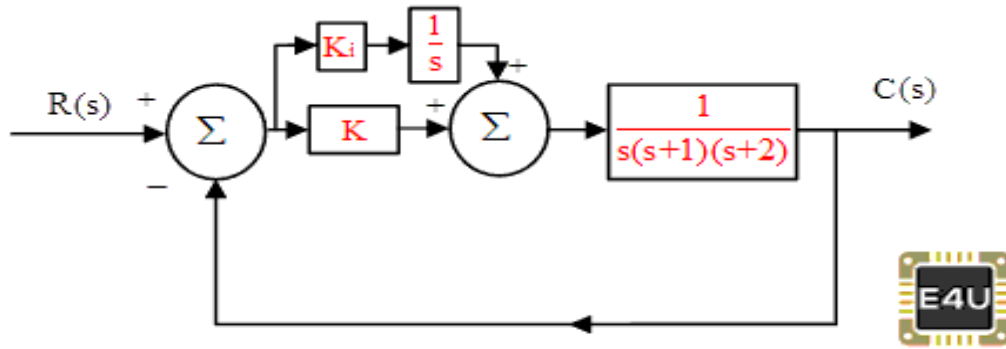 Kᵢ
1
s
+
R(s)
+
Σ
K
+
Σ
1
s(s+1)(s+2)
C(s)
−
E4U